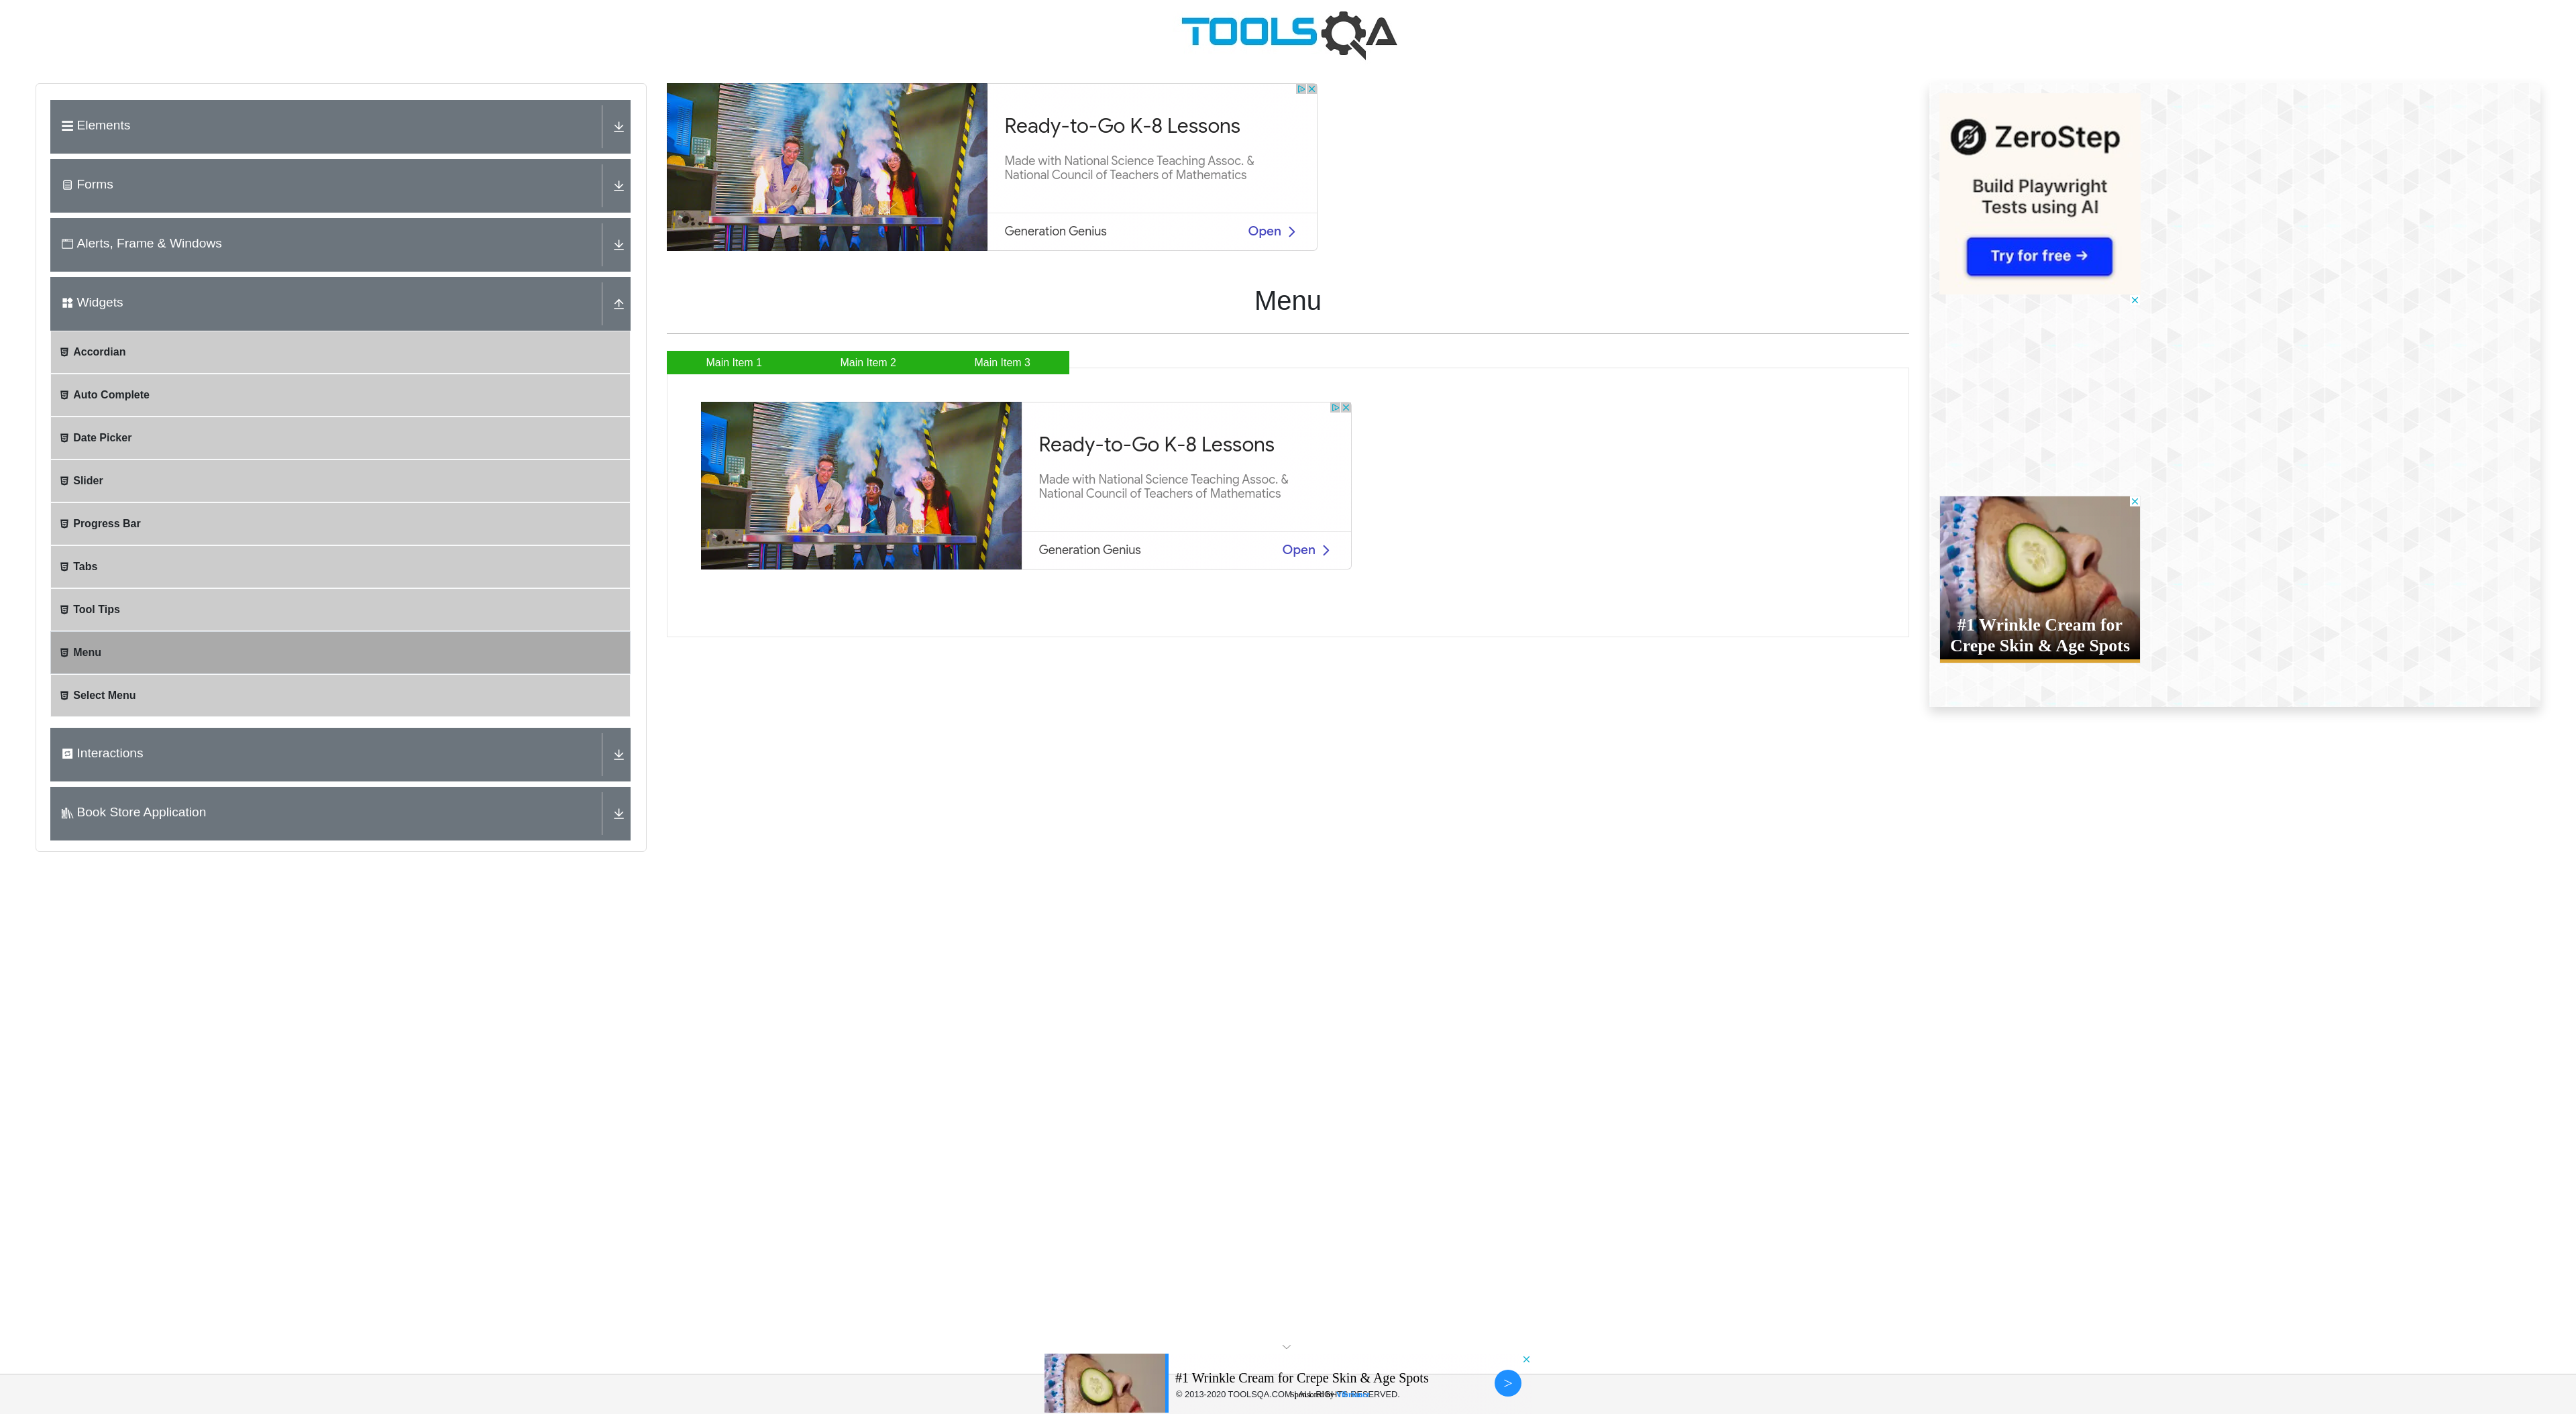 TOOLSQA
Elements
Forms
Alerts, Frame & Windows
Widgets
Accordian
Auto Complete
Date Picker
Slider
Progress Bar
Tabs
Tool Tips
Menu
Select Menu
Interactions
Book Store Application
Ready-to-Go K-8 Lessons
Made with National Science Teaching Assoc. &
National Council of Teachers of Mathematics
Generation Genius
Open
Menu
Main Item 1
Main Item 2
Main Item 3
Ready-to-Go K-8 Lessons
Made with National Science Teaching Assoc. &
National Council of Teachers of Mathematics
Generation Genius
Open
ZeroStep
Build Playwright
Tests using AI
Try for free →
#1 Wrinkle Cream for
Crepe Skin & Age Spots
#1 Wrinkle Cream for Crepe Skin & Age Spots
© 2013-2020 TOOLSQA.COM | ALL RIGHTS RESERVED.